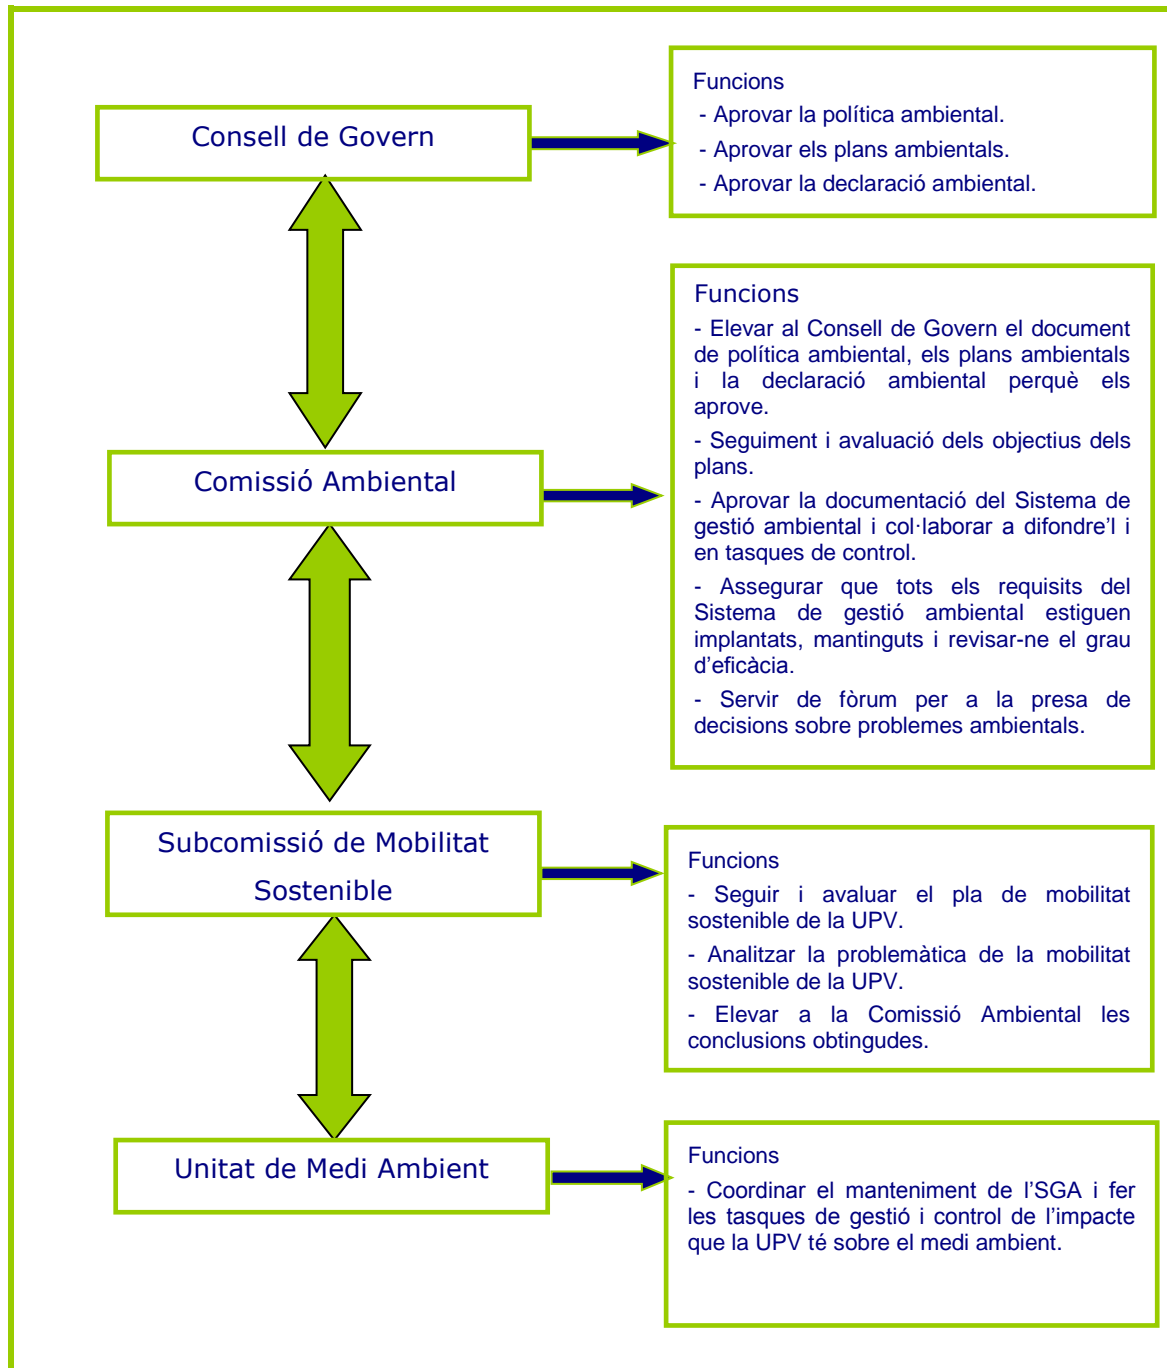 Consell de Govern
Funcions
- Aprovar la política ambiental.
- Aprovar els plans ambientals.
- Aprovar la declaració ambiental.
Comissió Ambiental
Funcions
- Elevar al Consell de Govern el document
de política ambiental, els plans ambientals
i la declaració ambiental perquè els
aprove.
- Seguiment i avaluació dels objectius dels
plans.
- Aprovar la documentació del Sistema de
gestió ambiental i col·laborar a difondre’l i
en tasques de control.
- Assegurar que tots els requisits del
Sistema de gestió ambiental estiguen
implantats, mantinguts i revisar-ne el grau
d’eficàcia.
- Servir de fòrum per a la presa de
decisions sobre problemes ambientals.
Subcomissió de Mobilitat
Sostenible
Funcions
- Seguir i avaluar el pla de mobilitat
sostenible de la UPV.
- Analitzar la problemàtica de la mobilitat
sostenible de la UPV.
- Elevar a la Comissió Ambiental les
conclusions obtingudes.
Unitat de Medi Ambient
Funcions
- Coordinar el manteniment de l’SGA i fer
les tasques de gestió i control de l’impacte
que la UPV té sobre el medi ambient.